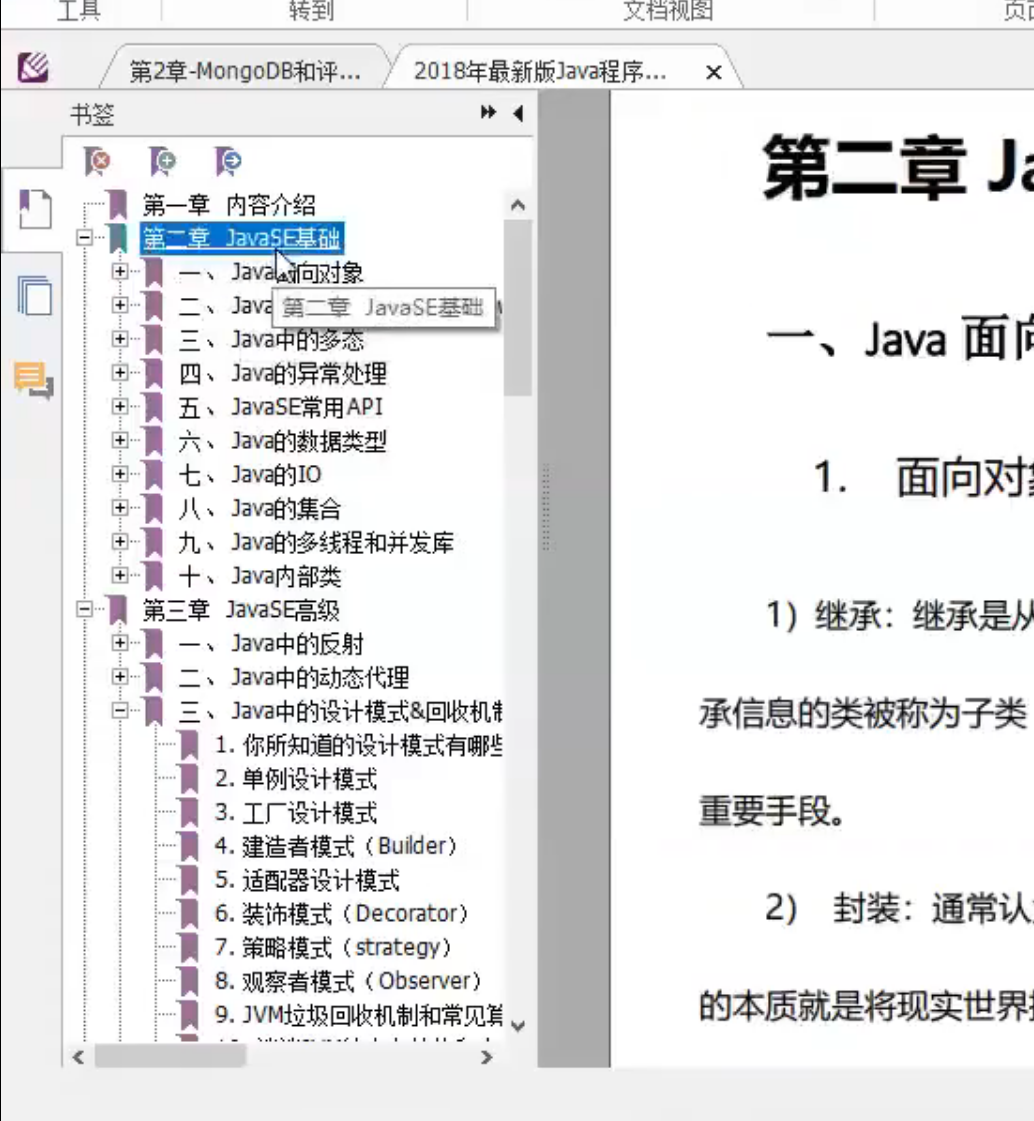 工具 转到 文档视图
第2章-MongoDB和评... 2018年最新版Java程序...
书签
第一章 内容介绍
第二章 JavaSE基础
一、Java面向对象
二、Java
第二章 JavaSE基础
三、Java中的多态
四、Java的异常处理
五、JavaSE常用API
六、Java的数据类型
七、Java的IO
八、Java的集合
九、Java的多线程和并发库
十、Java内部类
第三章 JavaSE高级
一、Java中的反射
二、Java中的动态代理
三、Java中的设计模式&回收机制
1. 你所知道的设计模式有哪些
2. 单例设计模式
3. 工厂设计模式
4. 建造者模式（Builder）
5. 适配器设计模式
6. 装饰模式（Decorator）
7. 策略模式（strategy）
8. 观察者模式（Observer）
9. JVM垃圾回收机制和常见算
第二章 Ja
一、Java 面向
1. 面向对象
1) 继承：继承是从
承信息的类被称为子类
重要手段。
2) 封装：通常认为
的本质就是将现实世界